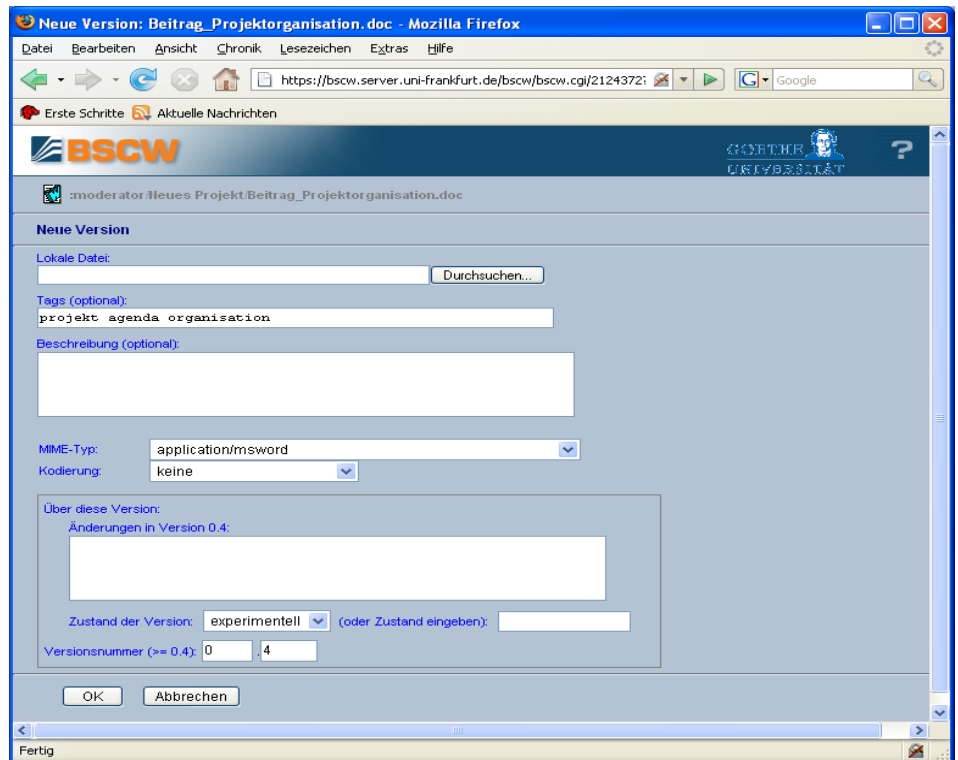 Neue Version: Beitrag_Projektorganisation.doc - Mozilla Firefox
Datei Bearbeiten Ansicht Chronik Lesezeichen Extras Hilfe
https://bscw.server.uni-frankfurt.de/bscw/bscw.cgi/2124372 G Google
Erste Schritte Aktuelle Nachrichten
BSCW GOETHE UNIVERSITÄT ?
:moderator/Neues Projekt/Beitrag_Projektorganisation.doc
Neue Version
Lokale Datei:
Durchsuchen...
Tags (optional):
projekt agenda organisation
Beschreibung (optional):
MIME-Typ: application/msword
Kodierung: keine
Über diese Version:
Änderungen in Version 0.4:
Zustand der Version: experimentell (oder Zustand eingeben):
Versionsnummer (>= 0.4): 0 .4
OK Abbrechen
Fertig